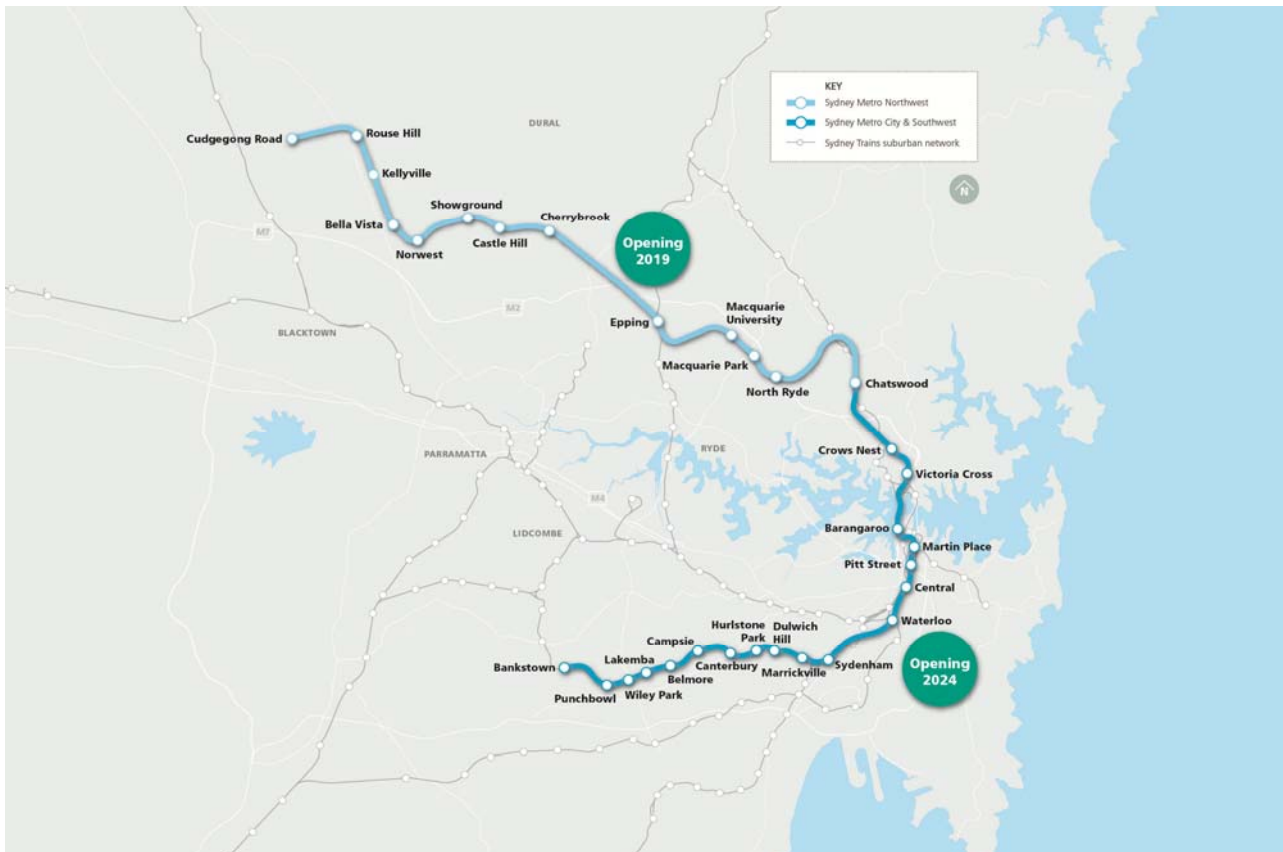 KEY
Sydney Metro Northwest
Sydney Metro City & Southwest
Sydney Trains suburban network
N
DURAL
Cudgegong Road
Rouse Hill
Kellyville
Bella Vista
Norwest
Showground
Castle Hill
Cherrybrook
Opening
2019
M7
M2
BLACKTOWN
Epping
Macquarie
University
Macquarie Park
North Ryde
Chatswood
Crows Nest
Victoria Cross
RYDE
PARRAMATTA
M4
LIDCOMBE
Barangaroo
Martin Place
Pitt Street
Central
Waterloo
Opening
2024
Sydenham
Marrickville
Dulwich
Hill
Hurlstone
Park
Canterbury
Campsie
Belmore
Lakemba
Wiley Park
Punchbowl
Bankstown